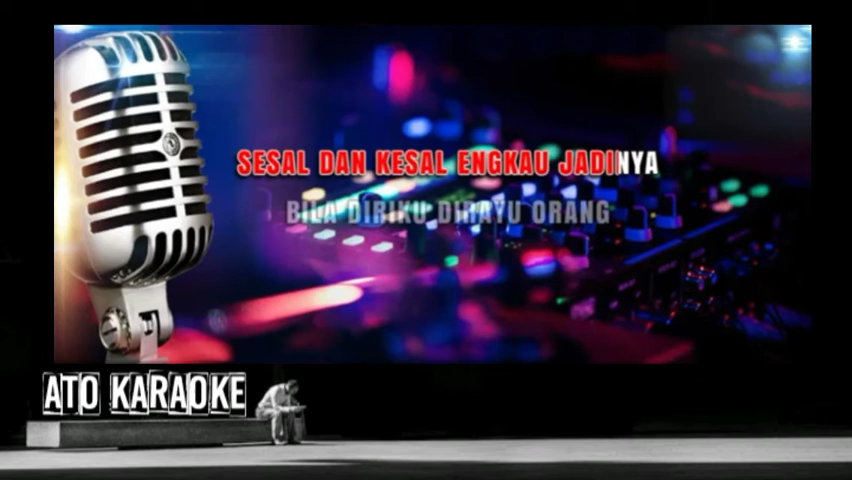 SESAL DAN KESAL ENGKAU JADINYA
BILA DIRIKU DIRAYU ORANG
ATO KARAOKE